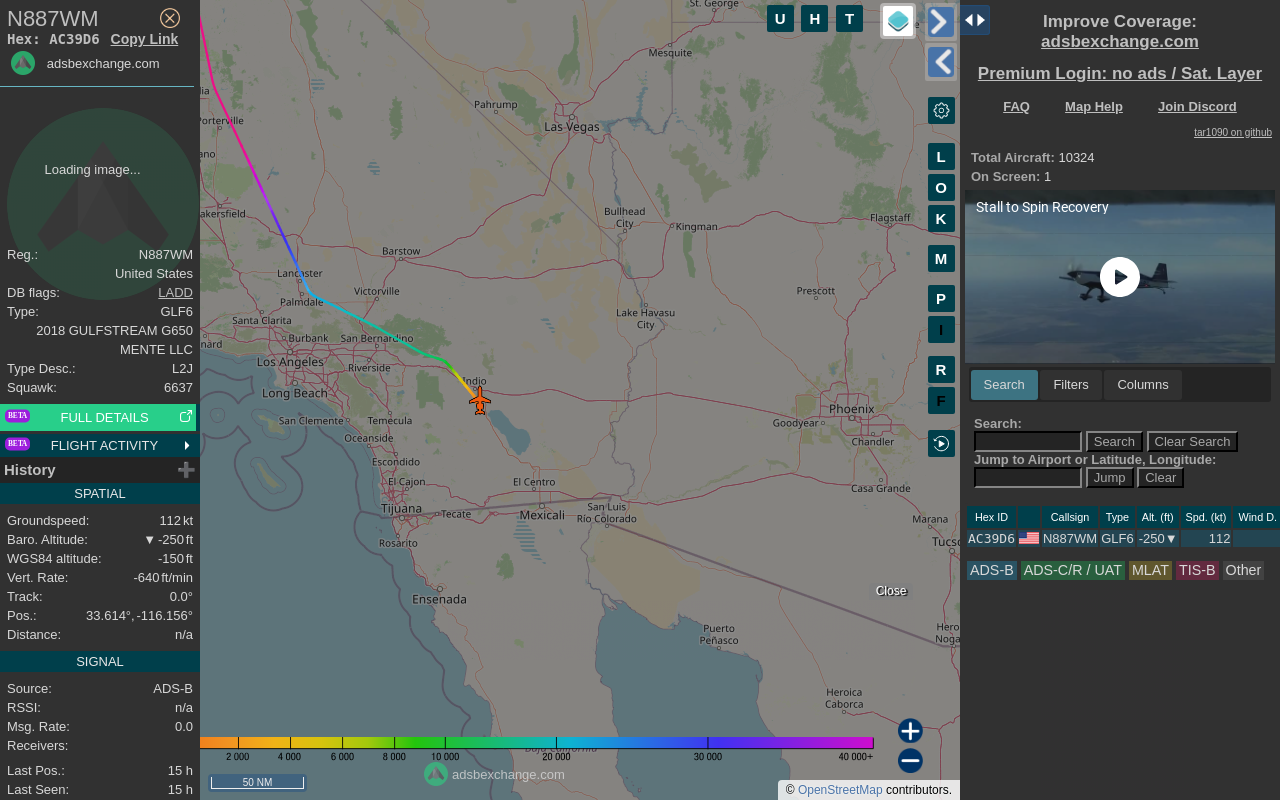 N887WM
Hex: AC39D6 Copy Link
adsbexchange.com
Loading image...
Reg.: N887WM
United States
DB flags: LADD
Type: GLF6
2018 GULFSTREAM G650
MENTE LLC
Type Desc.: L2J
Squawk: 6637
BETA FULL DETAILS
BETA FLIGHT ACTIVITY
History
SPATIAL
Groundspeed: 112 kt
Baro. Altitude: ▼ -250 ft
WGS84 altitude: -150 ft
Vert. Rate: -640 ft/min
Track: 0.0°
Pos.: 33.614°, -116.156°
Distance: n/a
SIGNAL
Source: ADS-B
RSSI: n/a
Msg. Rate: 0.0
Receivers:
Last Pos.: 15 h
Last Seen: 15 h
St. George
Mesquite
Pahrump
Las Vegas
Porterville
Bullhead City
Kingman
Flagstaff
Barstow
Lancaster
Palmdale
Victorville
Prescott
Lake Havasu City
Santa Clarita
Burbank
San Bernardino
Los Angeles
Riverside
Long Beach
Indio
Phoenix
Goodyear
Chandler
San Clemente
Temecula
Oceanside
Escondido
El Cajon
El Centro
Casa Grande
Tijuana
Tecate
Mexicali
San Luis Río Colorado
Marana
Rosarito
Ensenada
Puerto Peñasco
Heroica Caborca
Baja California
U H T
L
O
K
M
P
I
R
F
Close
2 000 4 000 6 000 8 000 10 000 20 000 30 000 40 000+
adsbexchange.com
50 NM
© OpenStreetMap contributors.
Improve Coverage:
adsbexchange.com
Premium Login: no ads / Sat. Layer
FAQ Map Help Join Discord
tar1090 on github
Total Aircraft: 10324
On Screen: 1
Stall to Spin Recovery
Search Filters Columns
Search:
Search Clear Search
Jump to Airport or Latitude, Longitude:
Jump Clear
Hex ID Callsign Type Alt. (ft) Spd. (kt) Wind D.
AC39D6 N887WM GLF6 -250▼ 112
ADS-B ADS-C/R / UAT MLAT TIS-B Other